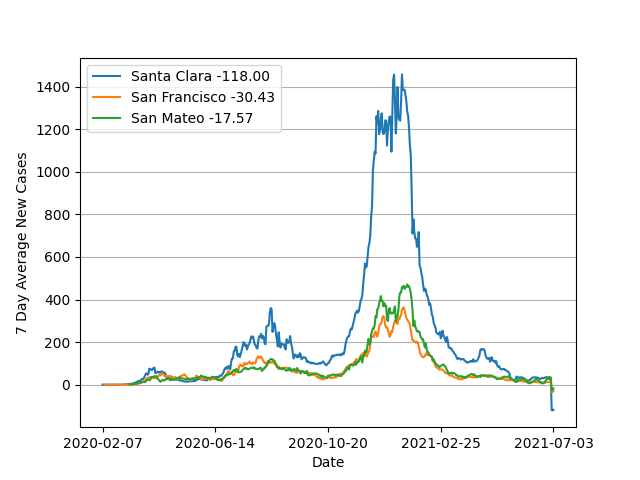 Santa Clara -118.00
San Francisco -30.43
San Mateo -17.57
7 Day Average New Cases
1400
1200
1000
800
600
400
200
0
2020-02-07 2020-06-14 2020-10-20 2021-02-25 2021-07-03
Date